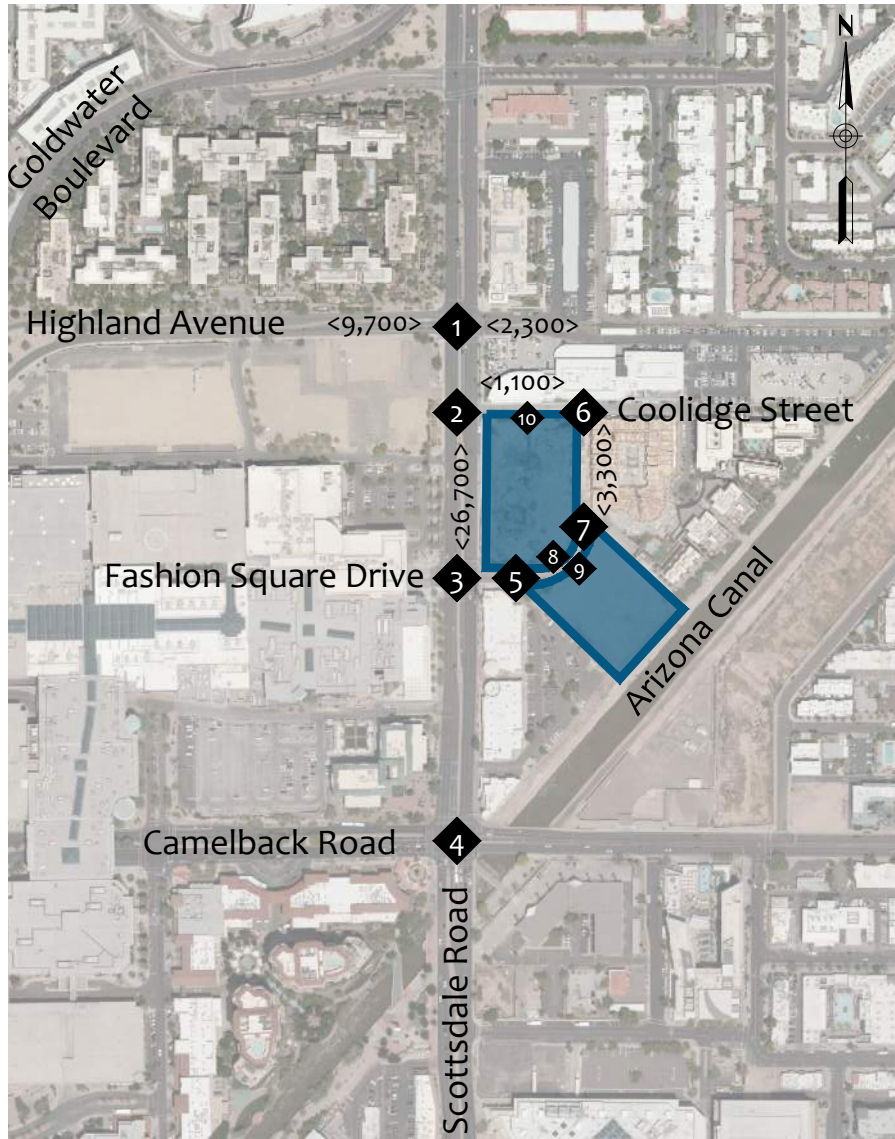 N
Goldwater
Boulevard
Highland Avenue <9,700> 1 <2,300>
<1,100>
2 10 6 Coolidge Street
<26,700>
<3,300>
7
8
9
Fashion Square Drive 3 5
Arizona Canal
Camelback Road 4
Scottsdale Road